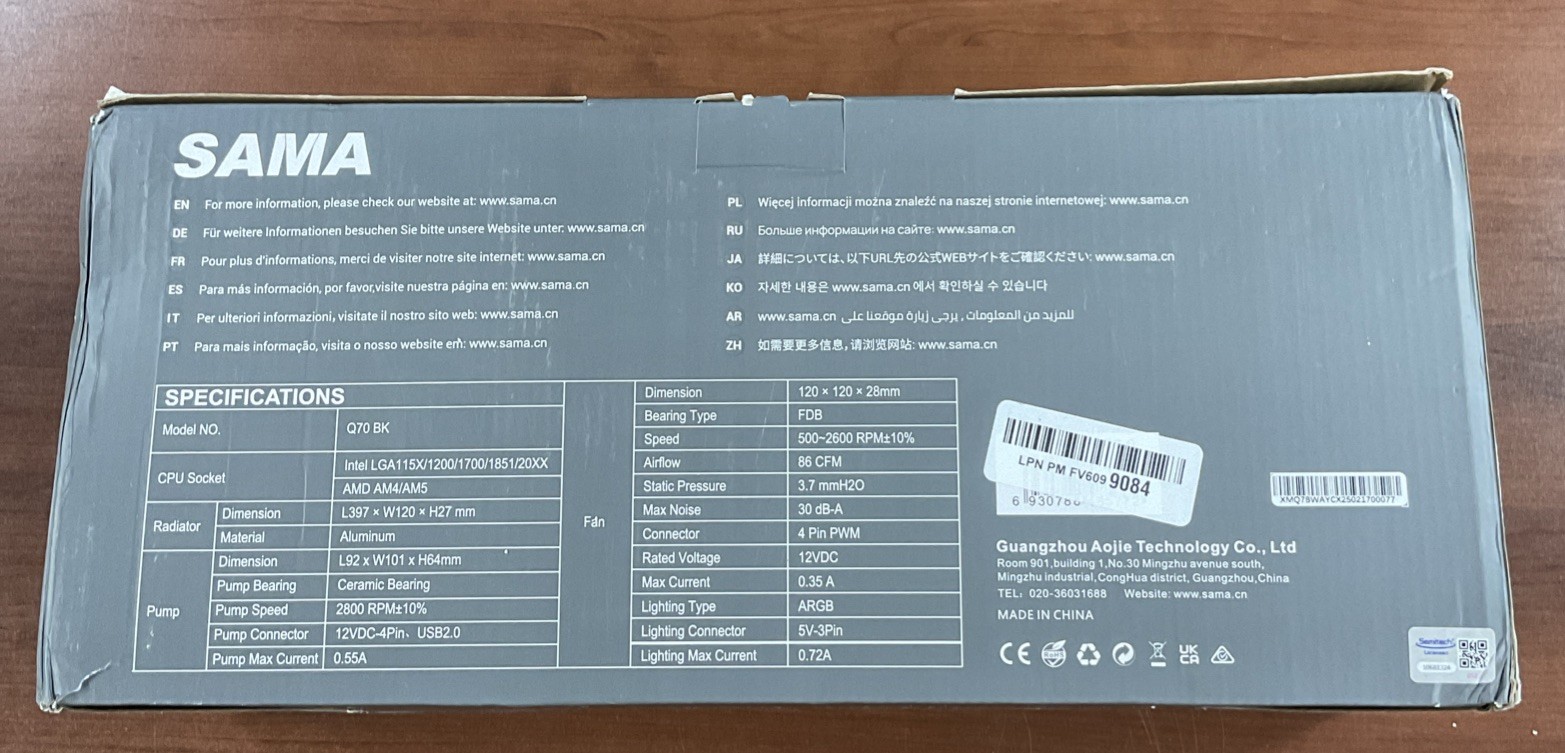 SAMA
EN For more information, please check our website at: www.sama.cn
DE Für weitere Informationen besuchen Sie bitte unsere Website unter: www.sama.cn
FR Pour plus d'informations, merci de visiter notre site internet: www.sama.cn
ES Para más información, por favor,visite nuestra página en: www.sama.cn
IT Per ulteriori informazioni, visitate il nostro sito web: www.sama.cn
PT Para mais informação, visita o nosso website em: www.sama.cn
PL Więcej informacji można znaleźć na naszej stronie internetowej: www.sama.cn
RU Больше информации на сайте: www.sama.cn
JA 詳細については、以下URL先の公式WEBサイトをご確認ください: www.sama.cn
KO 자세한 내용은 www.sama.cn 에서 확인하실 수 있습니다
AR للمزيد من المعلومات ، يرجى زيارة موقعنا على www.sama.cn
ZH 如需要更多信息,请浏览网站: www.sama.cn
SPECIFICATIONS
Model NO. Q70 BK
CPU Socket
Intel LGA115X/1200/1700/1851/20XX
AMD AM4/AM5
Radiator
Dimension L397 × W120 × H27 mm
Material Aluminum
Pump
Dimension L92 x W101 x H64mm
Pump Bearing Ceramic Bearing
Pump Speed 2800 RPM±10%
Pump Connector 12VDC-4Pin、USB2.0
Pump Max Current 0.55A
Fan
Dimension 120 × 120 × 28mm
Bearing Type FDB
Speed 500~2600 RPM±10%
Airflow 86 CFM
Static Pressure 3.7 mmH2O
Max Noise 30 dB-A
Connector 4 Pin PWM
Rated Voltage 12VDC
Max Current 0.35 A
Lighting Type ARGB
Lighting Connector 5V-3Pin
Lighting Max Current 0.72A
LPN PM FV609 9084
6 930786
XMQ7BWAYCX25021700077
Guangzhou Aojie Technology Co., Ltd
Room 901,building 1,No.30 Mingzhu avenue south,
Mingzhu industrial,CongHua district, Guangzhou,China
TEL: 020-36031688 Website: www.sama.cn
MADE IN CHINA
CE RoHS UK CA